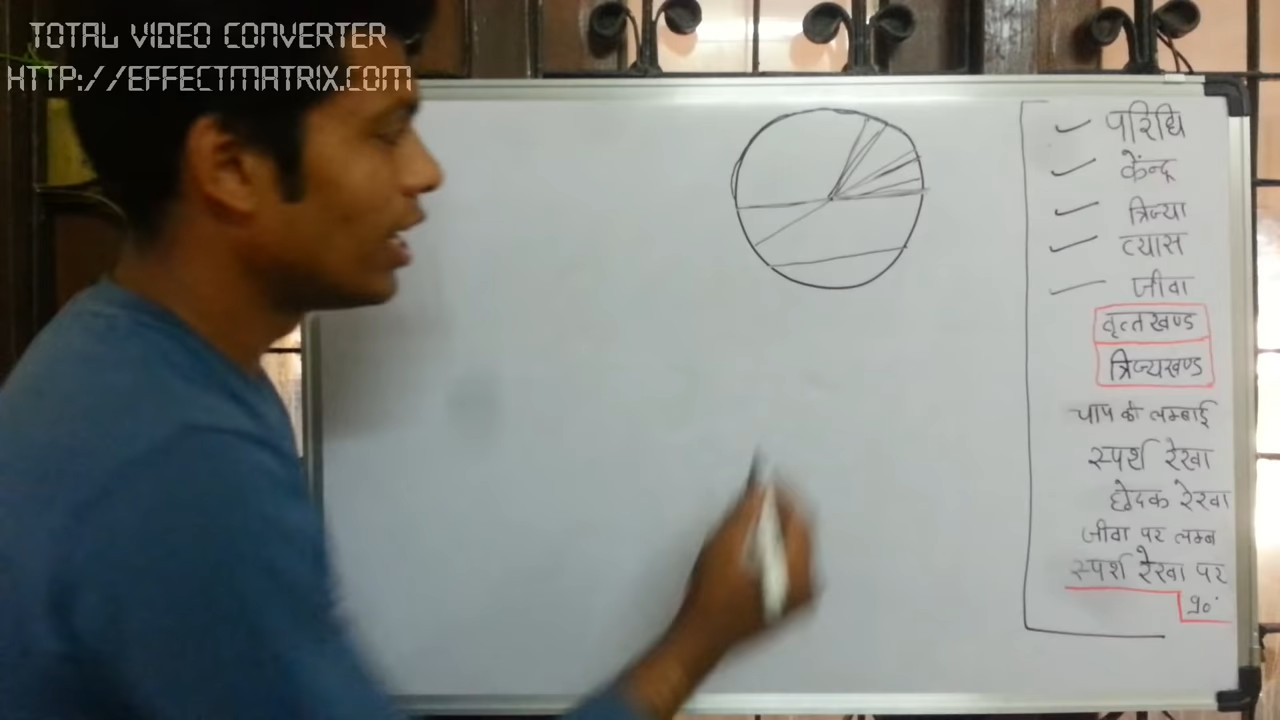 TOTAL VIDEO CONVERTER
HTTP://EFFECTMATRIX.COM
परिधि
केन्द्र
त्रिज्या
व्यास
जीवा
वृत्तखण्ड
त्रिज्यखण्ड
चाप की लम्बाई
स्पर्श रेखा
छेदक रेखा
जीवा पर लम्ब
स्पर्श रेखा पर
90°